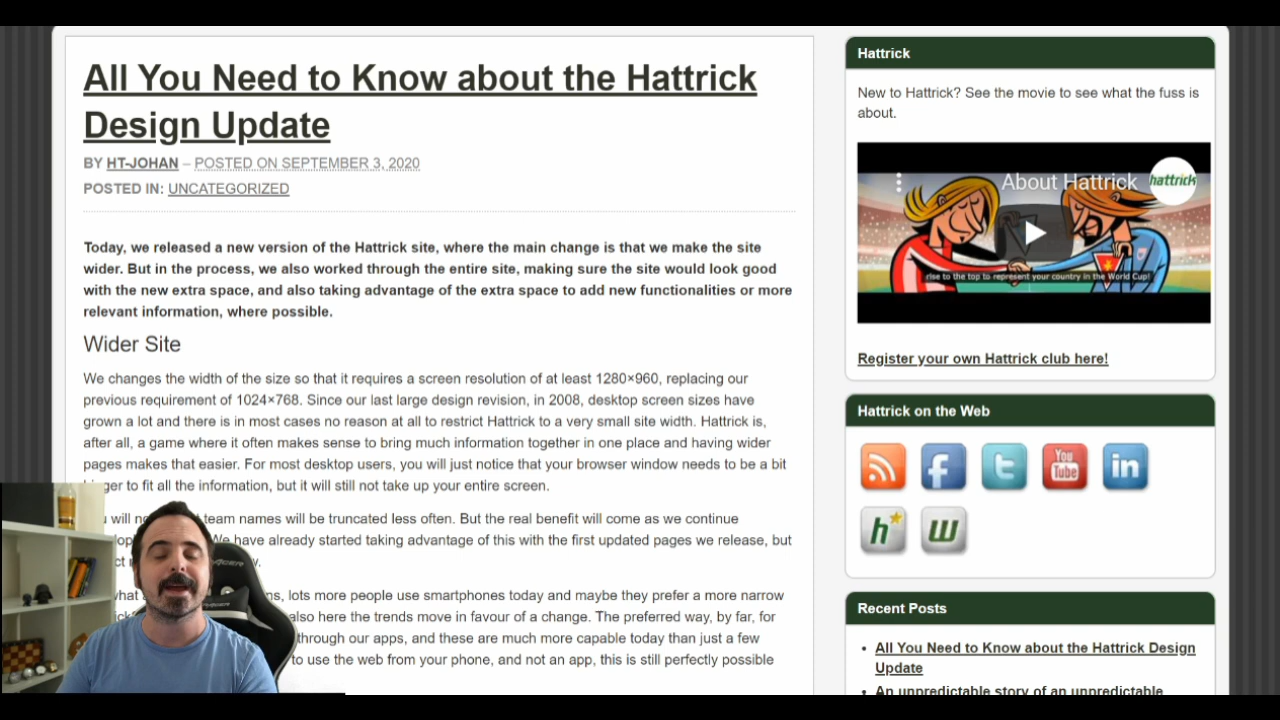 All You Need to Know about the Hattrick
Design Update
BY HT-JOHAN – POSTED ON SEPTEMBER 3, 2020
POSTED IN: UNCATEGORIZED
Today, we released a new version of the Hattrick site, where the main change is that we make the site
wider. But in the process, we also worked through the entire site, making sure the site would look good
with the new extra space, and also taking advantage of the extra space to add new functionalities or more
relevant information, where possible.
Wider Site
We changes the width of the size so that it requires a screen resolution of at least 1280×960, replacing our
previous requirement of 1024×768. Since our last large design revision, in 2008, desktop screen sizes have
grown a lot and there is in most cases no reason at all to restrict Hattrick to a very small site width. Hattrick is,
after all, a game where it often makes sense to bring much information together in one place and having wider
pages makes that easier. For most desktop users, you will just notice that your browser window needs to be a bit
to fit all the information, but it will still not take up your entire screen.
will team names will be truncated less often. But the real benefit will come as we continue
We have already started taking advantage of this with the first updated pages we release, but
lots more people use smartphones today and maybe they prefer a more narrow
also here the trends move in favour of a change. The preferred way, by far, for
through our apps, and these are much more capable today than just a few
to use the web from your phone, and not an app, this is still perfectly possible
Hattrick
New to Hattrick? See the movie to see what the fuss is
about.
About Hattrick
hattrick
rise to the top to represent your country in the World Cup!
Register your own Hattrick club here!
Hattrick on the Web
f
t
You
Tube
in
h
w
Recent Posts
All You Need to Know about the Hattrick Design
Update
An unpredictable story of an unpredictable